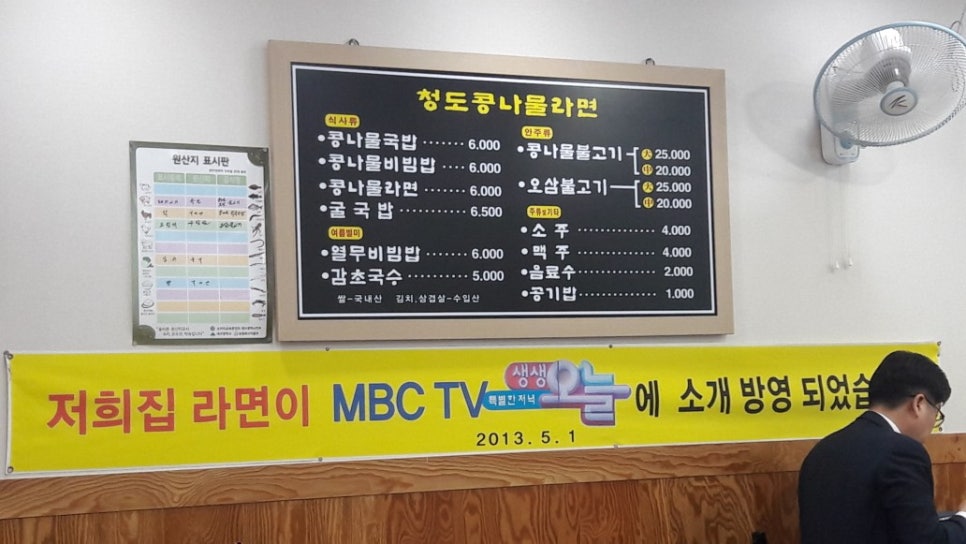 청도콩나물라면
식사류
•콩나물국밥 ········ 6.000
•콩나물비빔밥 ···· 6.000
•콩나물라면 ········ 6.000
•굴국밥 ············ 6.500
여름별미
•열무비빔밥 ········ 6.000
•감초국수 ·········· 5.000
쌀-국내산 김치,삼겹살-수입산
안주류
•콩나물불고기 大 25.000
中 20.000
•오삼불고기 大 25.000
中 20.000
주류및기타
•소주 ·············· 4.000
•맥주 ·············· 4.000
•음료수 ············ 2.000
•공기밥 ············ 1.000
원산지 표시판
저희집 라면이 MBC TV 생생 특별한 저녁 오늘 에 소개 방영 되었습
2013. 5. 1